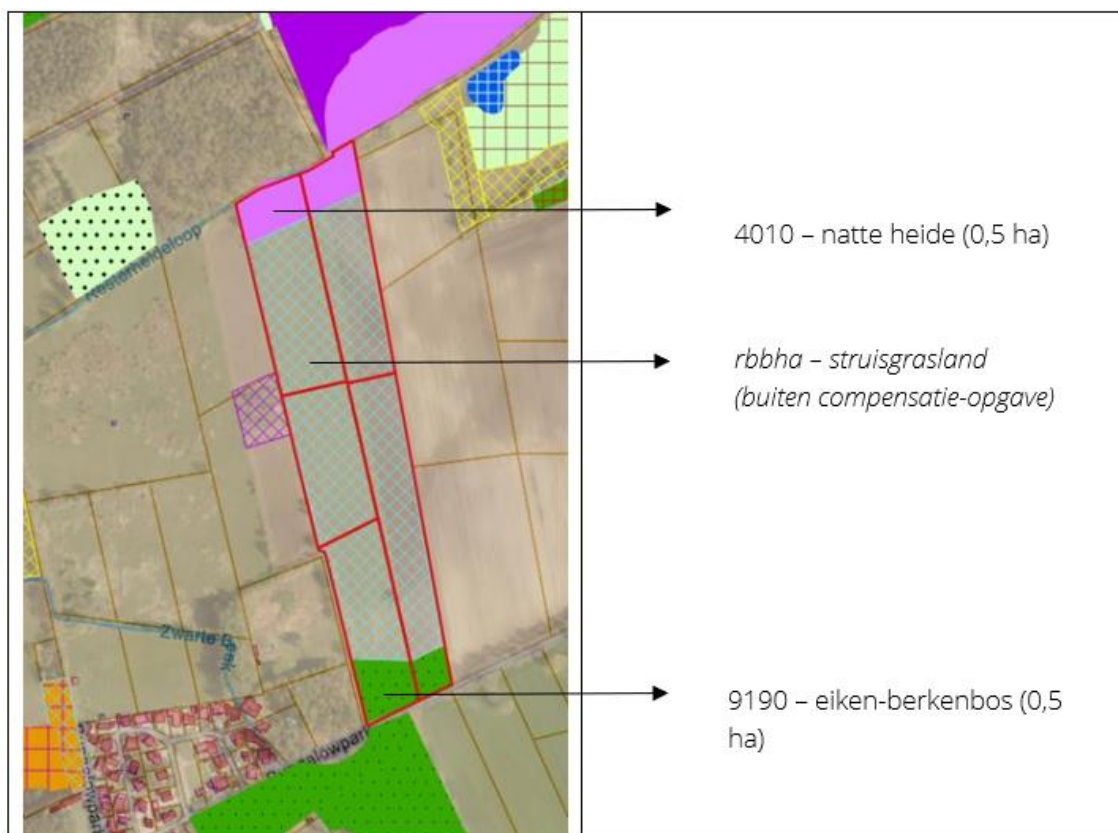 4010 – natte heide (0,5 ha)
Kesterheideloop
rbbha – struisgrasland
(buiten compensatie-opgave)
Zwarte Beek
9190 – eiken-berkenbos (0,5
ha)